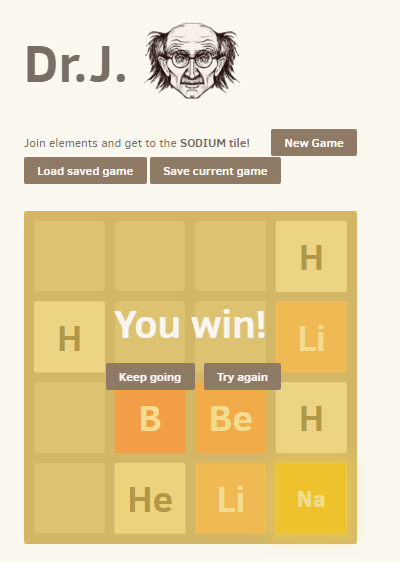 Dr.J.
Join elements and get to the SODIUM tile!
New Game
Load saved game
Save current game
H
H
You win!
Li
Keep going
Try again
B
Be
H
He
Li
Na